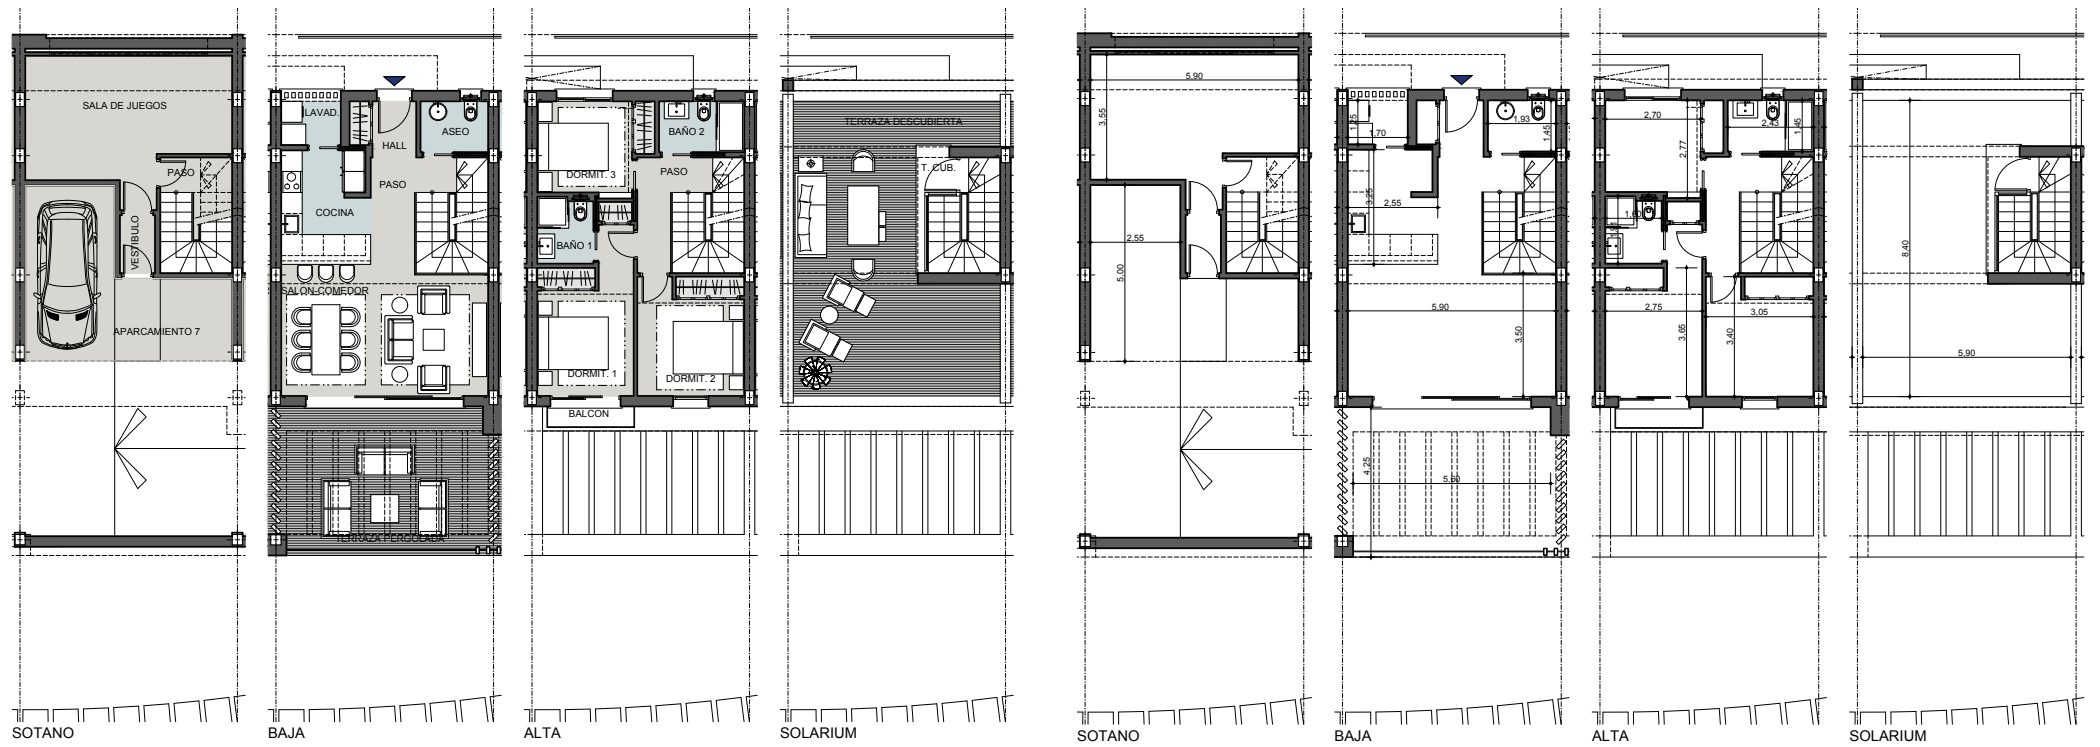 SALA DE JUEGOS
PASO
VESTIBULO
APARCAMIENTO 7
SOTANO
LAVAD.
ASEO
HALL
PASO
COCINA
SALON-COMEDOR
TERRAZA PERGOLADA
BAJA
BAÑO 2
DORMIT. 3
PASO
BAÑO 1
DORMIT. 1
DORMIT. 2
BALCON
ALTA
TERRAZA DESCUBIERTA
T. CUB.
SOLARIUM
5,90
3,55
2,55
5,00
SOTANO
1,25
1,93
1,70
1,45
3,25
2,55
5,90
3,50
4,25
5,60
BAJA
2,70
2,43
1,45
2,77
1,60
2,75
3,05
3,65
3,40
ALTA
8,40
5,90
SOLARIUM